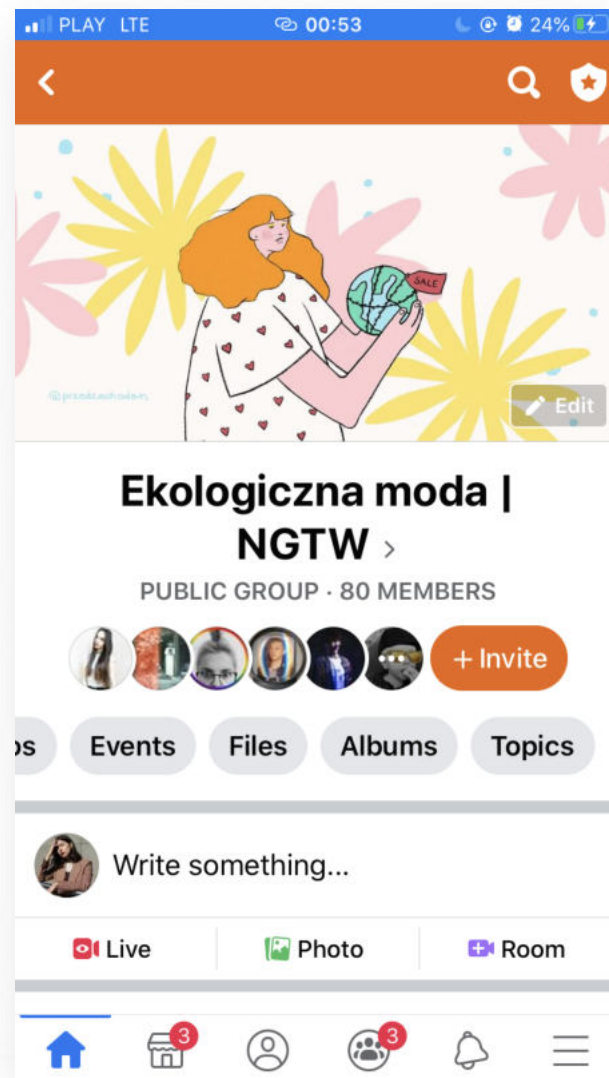 PLAY LTE 00:53 24%
SALE
Edit
Ekologiczna moda |
NGTW >
PUBLIC GROUP · 80 MEMBERS
+ Invite
os Events Files Albums Topics
Write something...
Live Photo Room
3 3